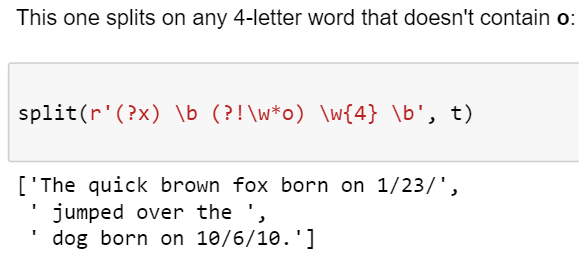 This one splits on any 4-letter word that doesn't contain o:
split(r'(?x) \b (?!\w*o) \w{4} \b', t)
['The quick brown fox born on 1/23/',
' jumped over the ',
' dog born on 10/6/10.']